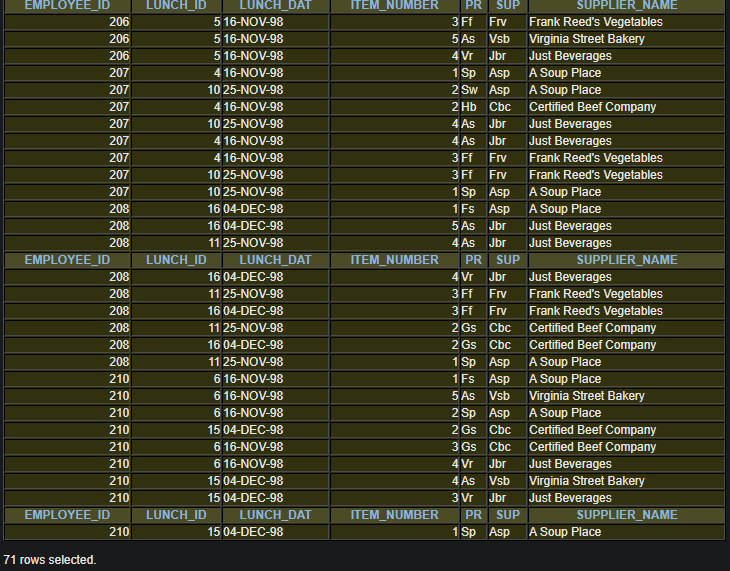 EMPLOYEE_ID LUNCH_ID LUNCH_DAT ITEM_NUMBER PR SUP SUPPLIER_NAME
206 5 16-NOV-98 3 Ff Frv Frank Reed's Vegetables
206 5 16-NOV-98 5 As Vsb Virginia Street Bakery
206 5 16-NOV-98 4 Vr Jbr Just Beverages
207 4 16-NOV-98 1 Sp Asp A Soup Place
207 10 25-NOV-98 2 Sw Asp A Soup Place
207 4 16-NOV-98 2 Hb Cbc Certified Beef Company
207 10 25-NOV-98 4 As Jbr Just Beverages
207 4 16-NOV-98 4 As Jbr Just Beverages
207 4 16-NOV-98 3 Ff Frv Frank Reed's Vegetables
207 10 25-NOV-98 3 Ff Frv Frank Reed's Vegetables
207 10 25-NOV-98 1 Sp Asp A Soup Place
208 16 04-DEC-98 1 Fs Asp A Soup Place
208 16 04-DEC-98 5 As Jbr Just Beverages
208 11 25-NOV-98 4 As Jbr Just Beverages
EMPLOYEE_ID LUNCH_ID LUNCH_DAT ITEM_NUMBER PR SUP SUPPLIER_NAME
208 16 04-DEC-98 4 Vr Jbr Just Beverages
208 11 25-NOV-98 3 Ff Frv Frank Reed's Vegetables
208 16 04-DEC-98 3 Ff Frv Frank Reed's Vegetables
208 11 25-NOV-98 2 Gs Cbc Certified Beef Company
208 16 04-DEC-98 2 Gs Cbc Certified Beef Company
208 11 25-NOV-98 1 Sp Asp A Soup Place
210 6 16-NOV-98 1 Fs Asp A Soup Place
210 6 16-NOV-98 5 As Vsb Virginia Street Bakery
210 6 16-NOV-98 2 Sp Asp A Soup Place
210 15 04-DEC-98 2 Gs Cbc Certified Beef Company
210 6 16-NOV-98 3 Gs Cbc Certified Beef Company
210 6 16-NOV-98 4 Vr Jbr Just Beverages
210 15 04-DEC-98 4 As Vsb Virginia Street Bakery
210 15 04-DEC-98 3 Vr Jbr Just Beverages
EMPLOYEE_ID LUNCH_ID LUNCH_DAT ITEM_NUMBER PR SUP SUPPLIER_NAME
210 15 04-DEC-98 1 Sp Asp A Soup Place
71 rows selected.